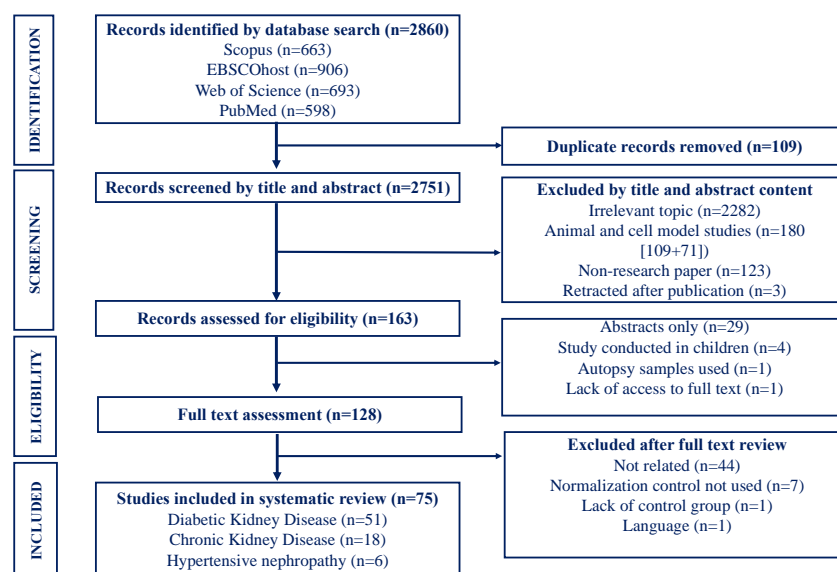 IDENTIFICATION
Records identified by database search (n=2860)
Scopus (n=663)
EBSCOhost (n=906)
Web of Science (n=693)
PubMed (n=598)
Duplicate records removed (n=109)
SCREENING
Records screened by title and abstract (n=2751)
Excluded by title and abstract content
Irrelevant topic (n=2282)
Animal and cell model studies (n=180
[109+71])
Non-research paper (n=123)
Retracted after publication (n=3)
Records assessed for eligibility (n=163)
ELIGIBILITY
Abstracts only (n=29)
Study conducted in children (n=4)
Autopsy samples used (n=1)
Lack of access to full text (n=1)
Full text assessment (n=128)
Excluded after full text review
Not related (n=44)
Normalization control not used (n=7)
Lack of control group (n=1)
Language (n=1)
INCLUDED
Studies included in systematic review (n=75)
Diabetic Kidney Disease (n=51)
Chronic Kidney Disease (n=18)
Hypertensive nephropathy (n=6)